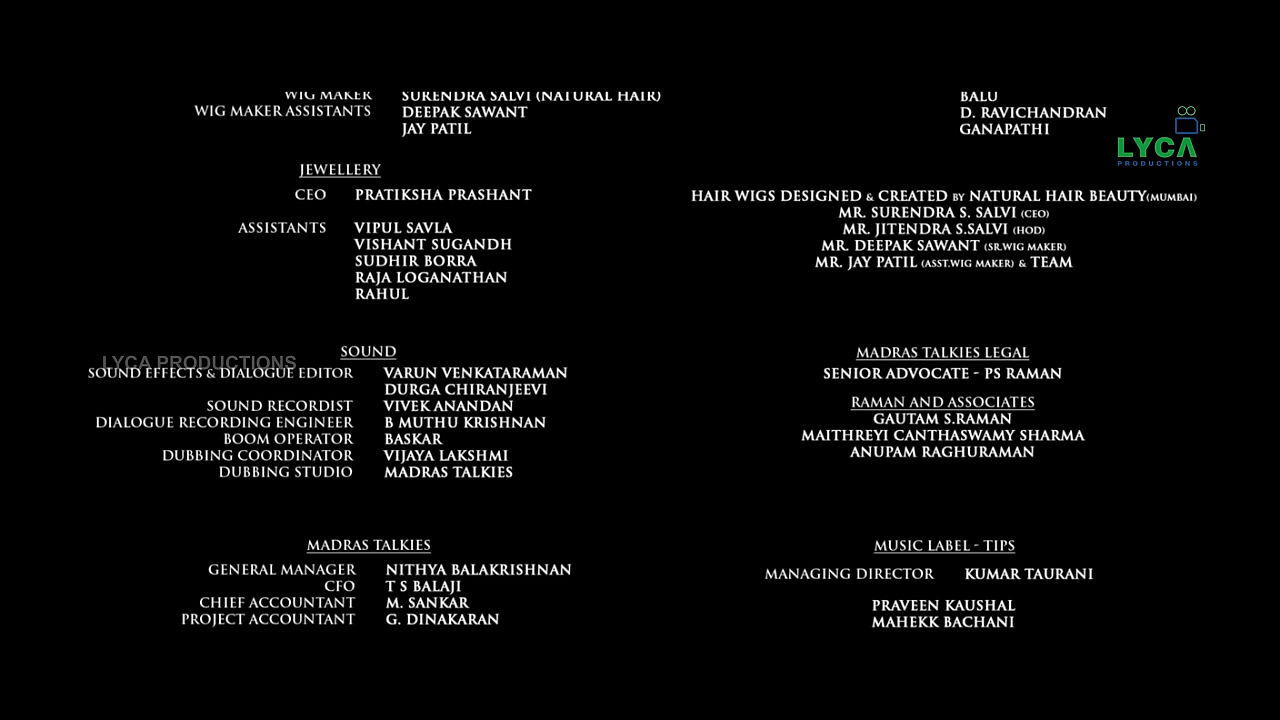 WIG MAKER SURENDRA SALVI (NATURAL HAIR)
WIG MAKER ASSISTANTS DEEPAK SAWANT
JAY PATIL
JEWELLERY
CEO PRATIKSHA PRASHANT
ASSISTANTS VIPUL SAVLA
VISHANT SUGANDH
SUDHIR BORRA
RAJA LOGANATHAN
RAHUL
SOUND
LYCA PRODUCTIONS
SOUND EFFECTS & DIALOGUE EDITOR VARUN VENKATARAMAN
DURGA CHIRANJEEVI
SOUND RECORDIST VIVEK ANANDAN
DIALOGUE RECORDING ENGINEER B MUTHU KRISHNAN
BOOM OPERATOR BASKAR
DUBBING COORDINATOR VIJAYA LAKSHMI
DUBBING STUDIO MADRAS TALKIES
MADRAS TALKIES
GENERAL MANAGER NITHYA BALAKRISHNAN
CFO T S BALAJI
CHIEF ACCOUNTANT M. SANKAR
PROJECT ACCOUNTANT G. DINAKARAN
BALU
D. RAVICHANDRAN
GANAPATHI
LYCA
PRODUCTIONS
HAIR WIGS DESIGNED & CREATED BY NATURAL HAIR BEAUTY(MUMBAI)
MR. SURENDRA S. SALVI (CEO)
MR. JITENDRA S.SALVI (HOD)
MR. DEEPAK SAWANT (SR.WIG MAKER)
MR. JAY PATIL (ASST.WIG MAKER) & TEAM
MADRAS TALKIES LEGAL
SENIOR ADVOCATE - PS RAMAN
RAMAN AND ASSOCIATES
GAUTAM S.RAMAN
MAITHREYI CANTHASWAMY SHARMA
ANUPAM RAGHURAMAN
MUSIC LABEL - TIPS
MANAGING DIRECTOR KUMAR TAURANI
PRAVEEN KAUSHAL
MAHEKK BACHANI